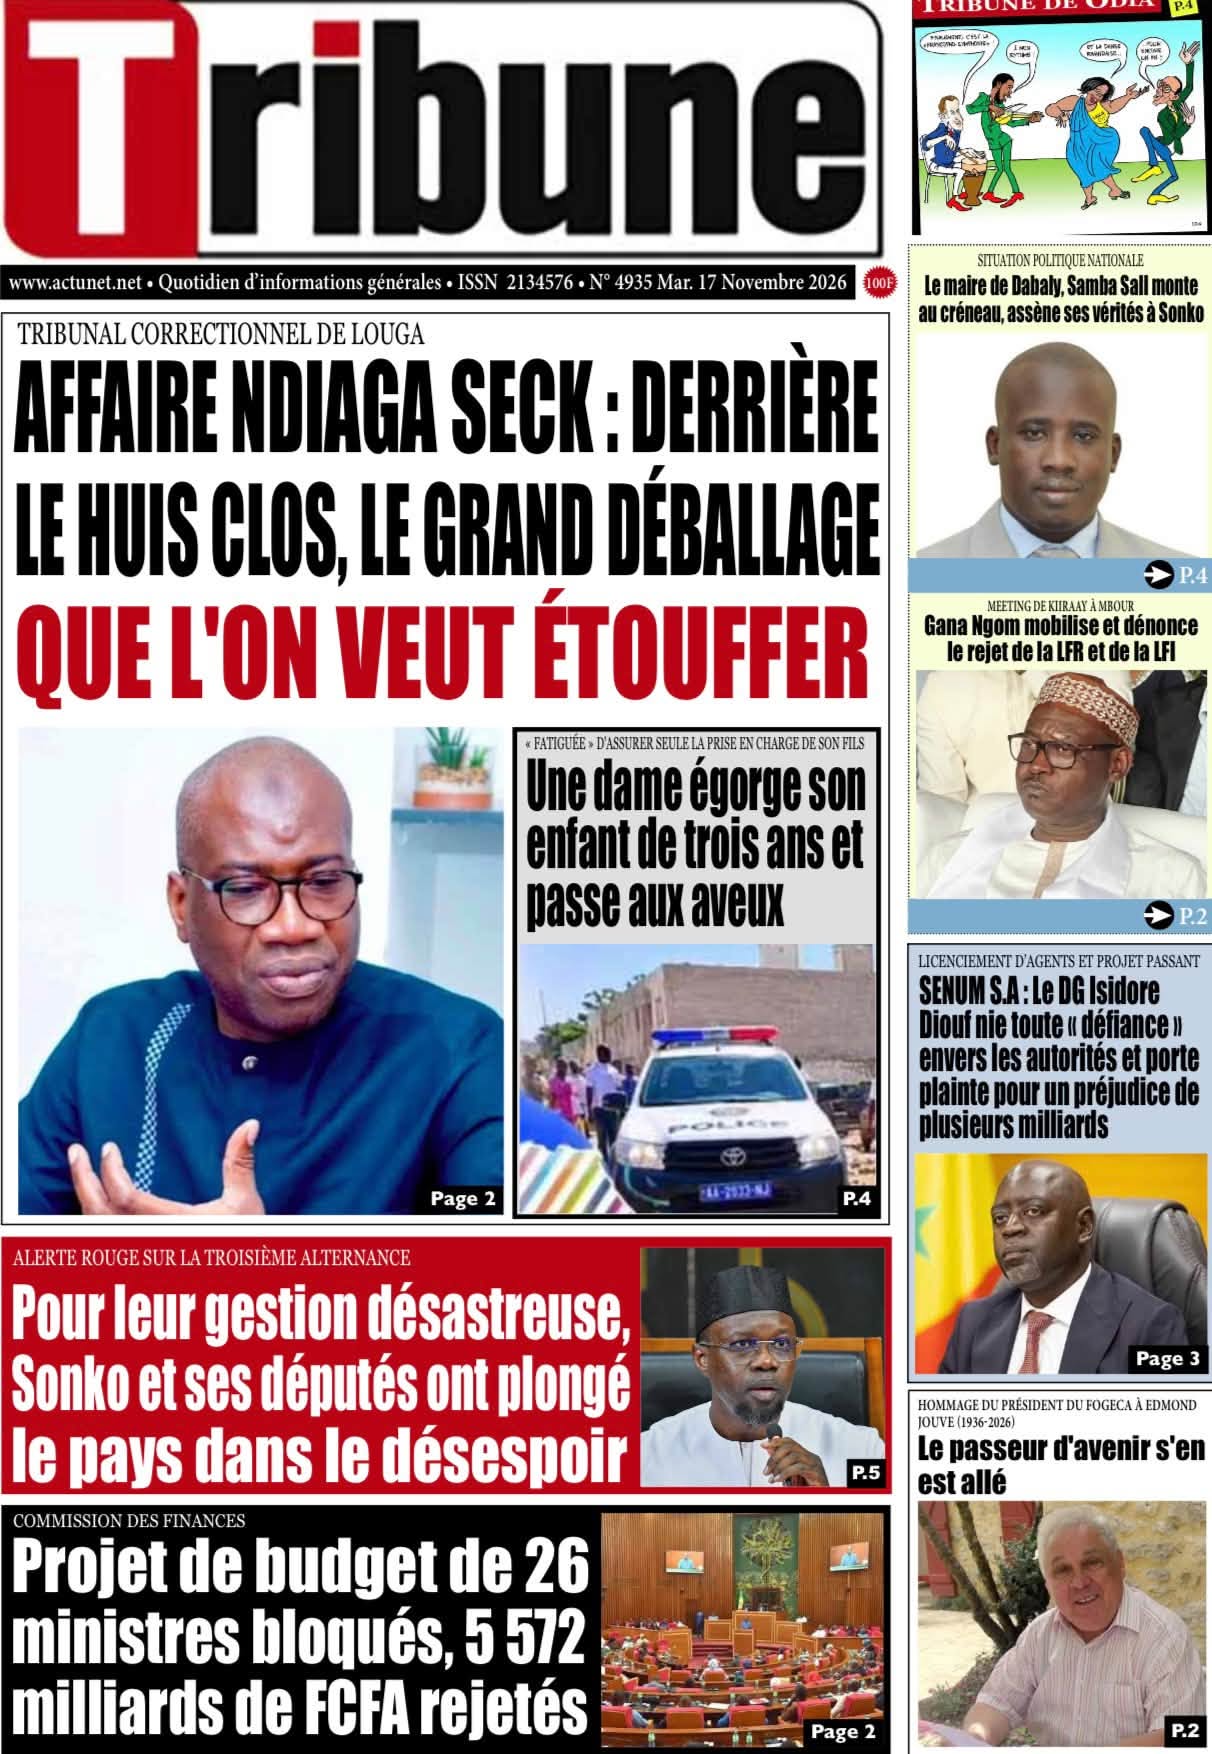 Tribune
www.actunet.net • Quotidien d'informations générales • ISSN 2134576 • N° 4935 Mar. 17 Novembre 2026
100F
TRIBUNAL CORRECTIONNEL DE LOUGA
AFFAIRE NDIAGA SECK : DERRIÈRE
LE HUIS CLOS, LE GRAND DÉBALLAGE
QUE L'ON VEUT ÉTOUFFER
Page 2
« FATIGUÉE » D'ASSURER SEULE LA PRISE EN CHARGE DE SON FILS
Une dame égorge son
enfant de trois ans et
passe aux aveux
POLICE
P.4
ALERTE ROUGE SUR LA TROISIÈME ALTERNANCE
Pour leur gestion désastreuse,
Sonko et ses députés ont plongé
le pays dans le désespoir
P.5
COMMISSION DES FINANCES
Projet de budget de 26
ministres bloqués, 5 572
milliards de FCFA rejetés
Page 2
TRIBUNE DE ODIA
P.4
SITUATION POLITIQUE NATIONALE
Le maire de Dabaly, Samba Sall monte
au créneau, assène ses vérités à Sonko
P.4
MEETING DE KIIRAAY À MBOUR
Gana Ngom mobilise et dénonce
le rejet de la LFR et de la LFI
P.2
LICENCIEMENT D'AGENTS ET PROJET PASSANT
SENUM S.A : Le DG Isidore
Diouf nie toute « défiance »
envers les autorités et porte
plainte pour un préjudice de
plusieurs milliards
Page 3
HOMMAGE DU PRÉSIDENT DU FOGECA À EDMOND
JOUVE (1936-2026)
Le passeur d'avenir s'en
est allé
P.2